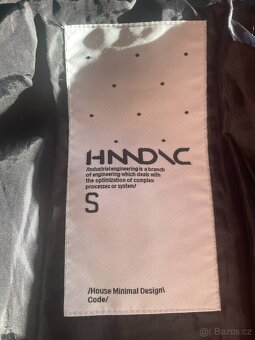 HMDNC
/Industrial engineering is a branch
of engineering which deals with
the optimization of complex
processes or system/
S
/House Minimal Design\
Code/
Bazos.cz